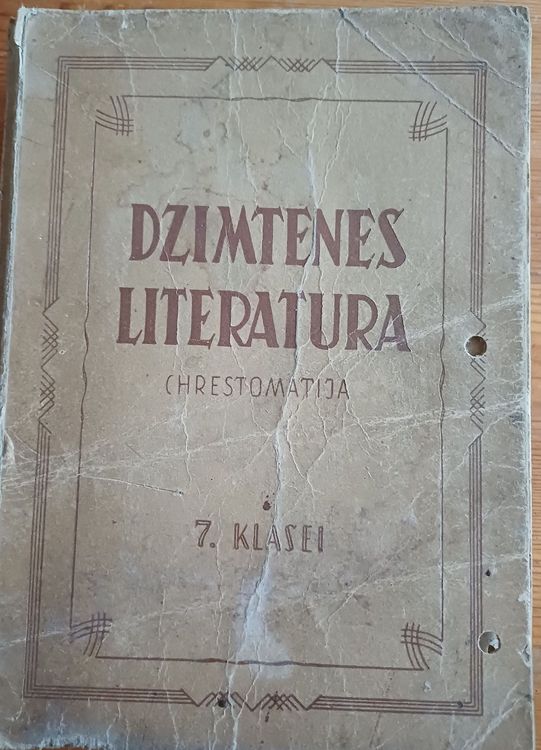 DZIMTENES
LITERATURA
CHRESTOMATIJA
7. KLASEI